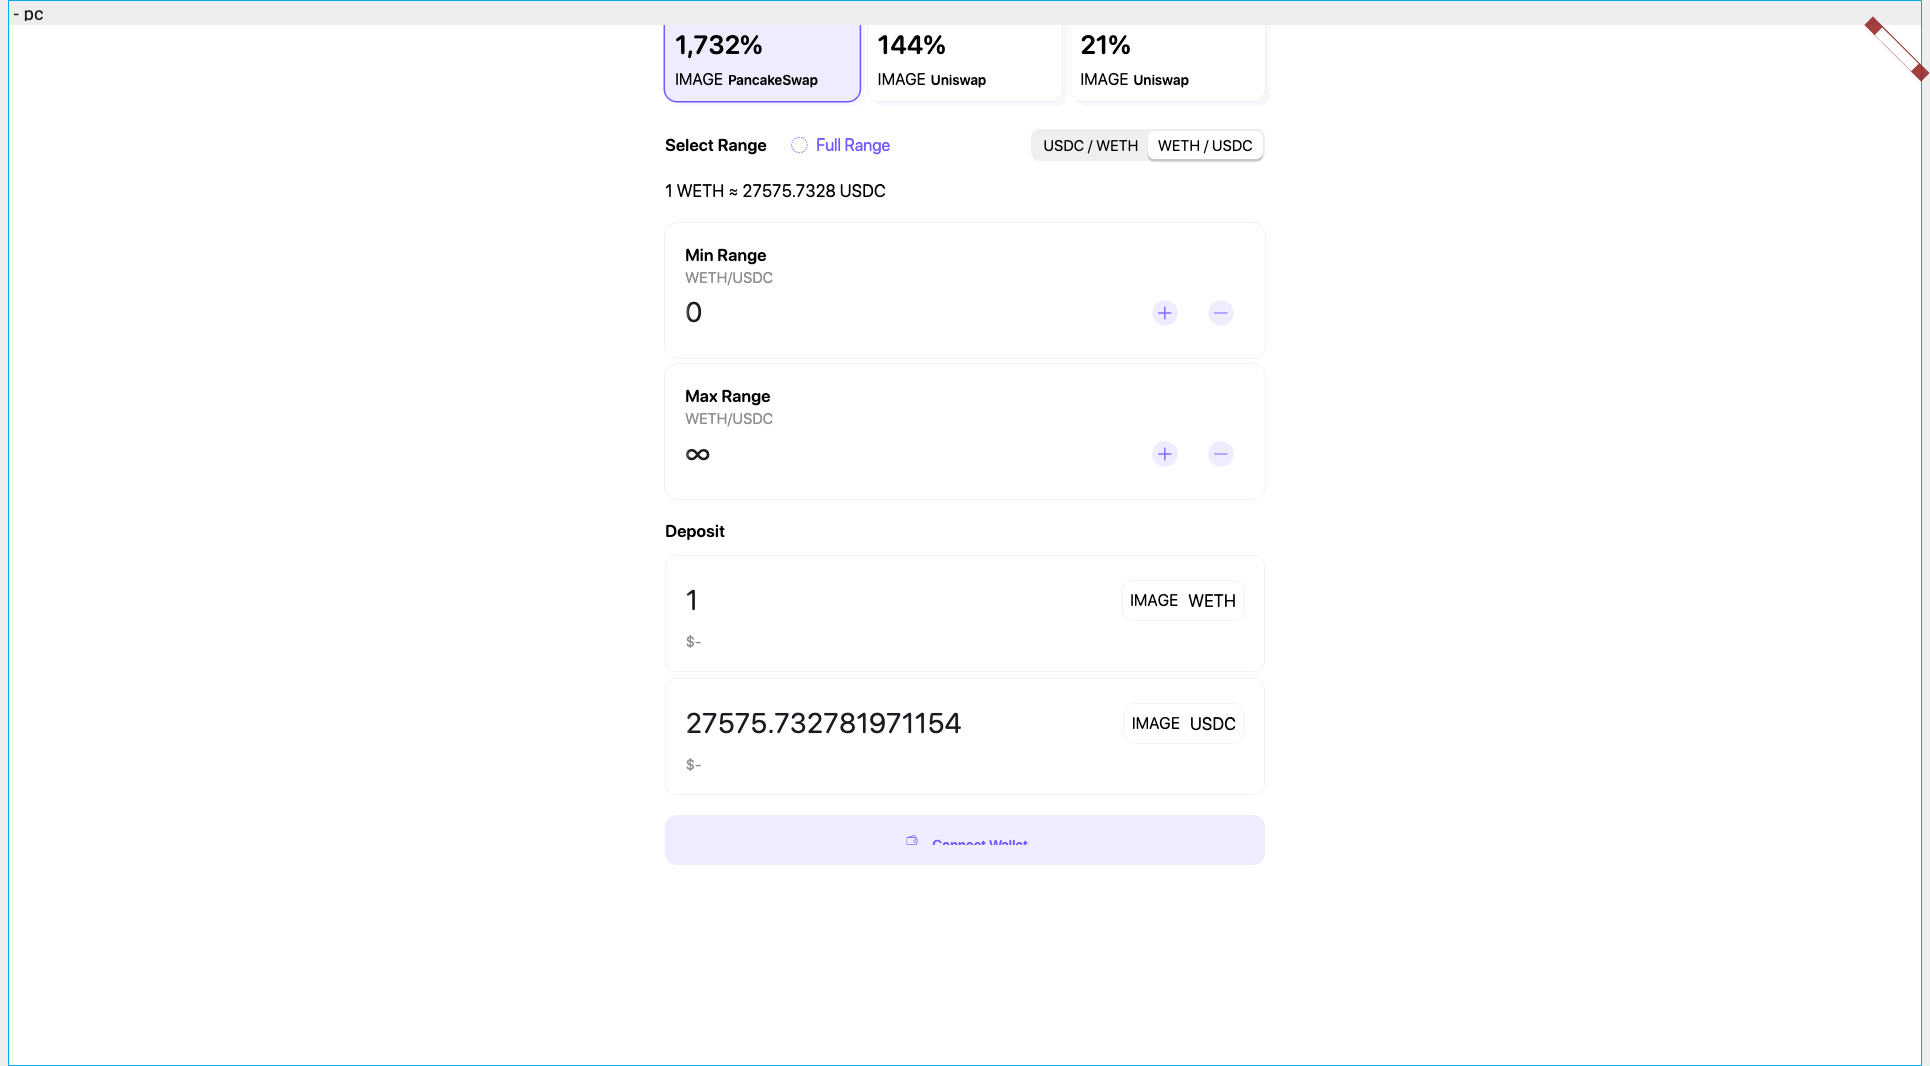 - pc
1,732% 144% 21%
IMAGE PancakeSwap IMAGE Uniswap IMAGE Uniswap
Select Range Full Range USDC / WETH WETH / USDC
1 WETH ≈ 27575.7328 USDC
Min Range
WETH/USDC
0
Max Range
WETH/USDC
∞
Deposit
1 IMAGE WETH
$-
27575.732781971154 IMAGE USDC
$-
Connect Wallet